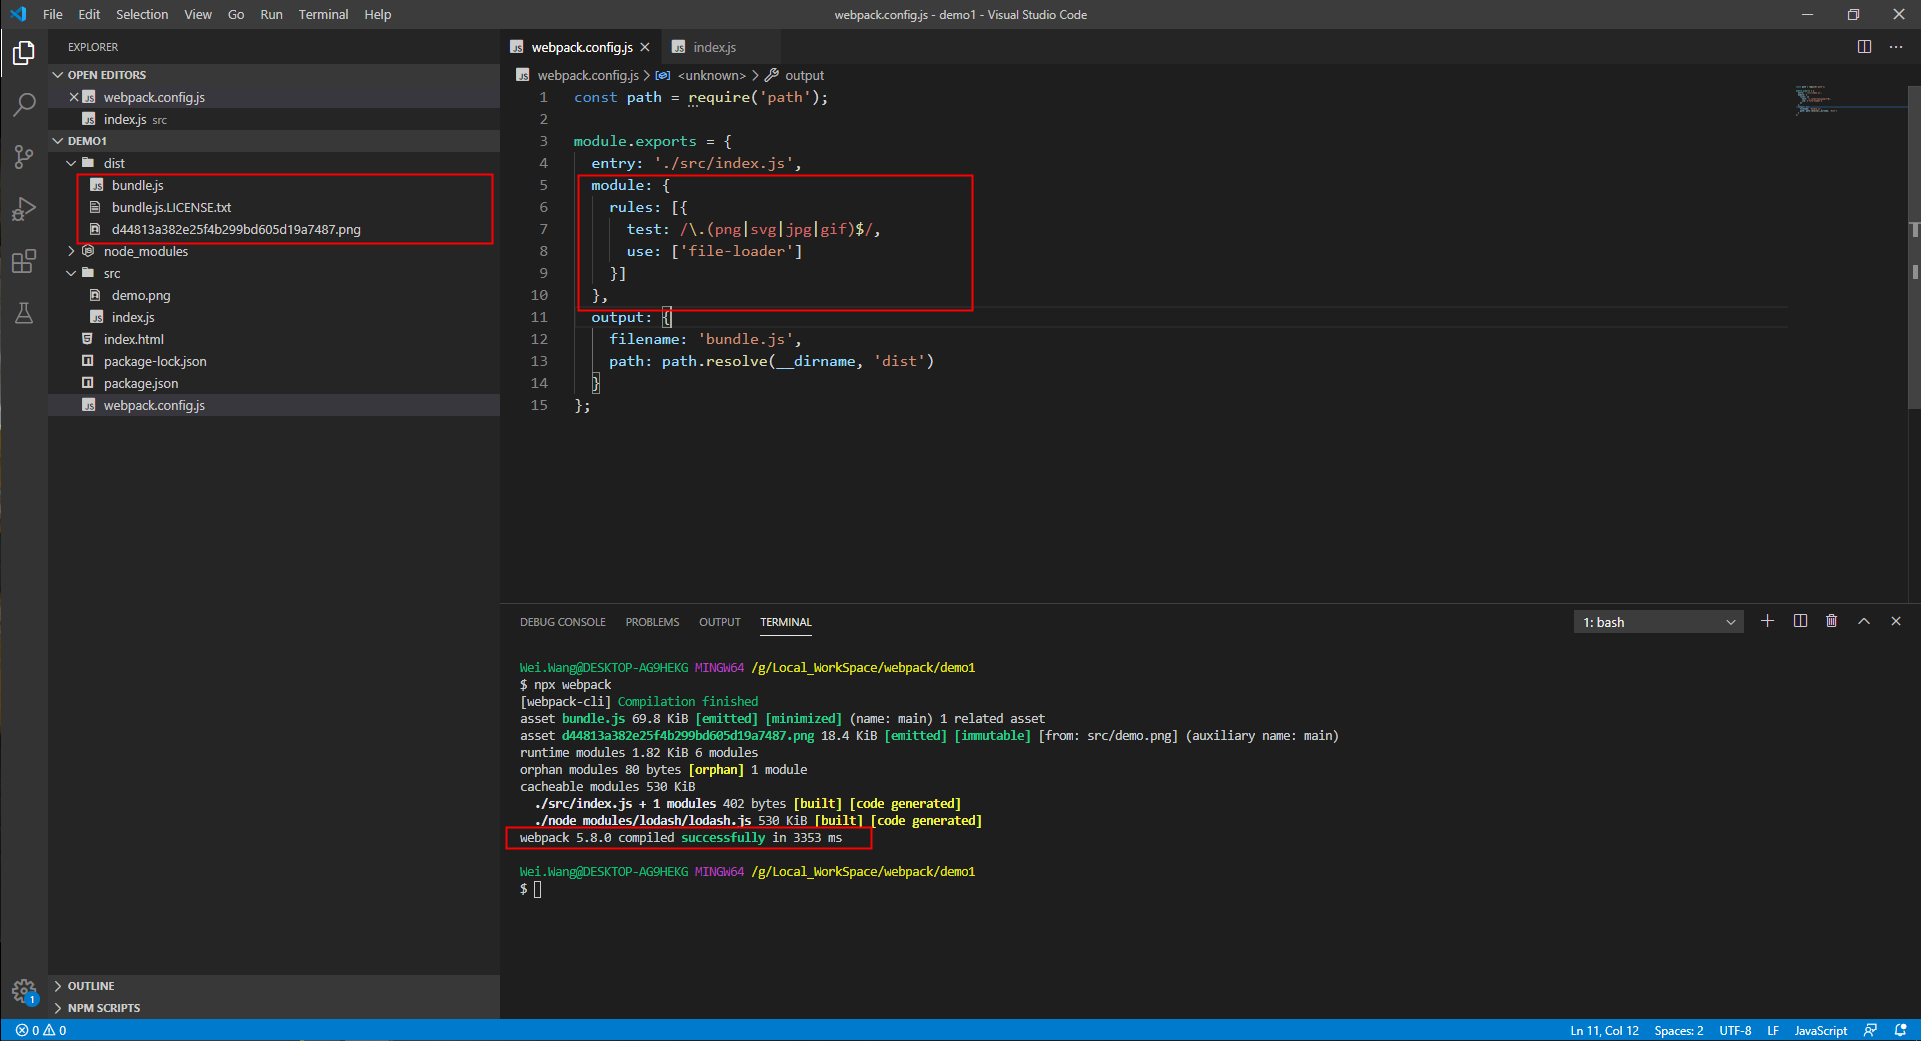 File Edit Selection View Go Run Terminal Help
webpack.config.js - demo1 - Visual Studio Code
EXPLORER
OPEN EDITORS
webpack.config.js
index.js src
DEMO1
dist
bundle.js
bundle.js.LICENSE.txt
d44813a382e25f4b299bd605d19a7487.png
node_modules
src
demo.png
index.js
index.html
package-lock.json
package.json
webpack.config.js
OUTLINE
NPM SCRIPTS
webpack.config.js
index.js
webpack.config.js > <unknown> > output
1 const path = require('path');
2
3 module.exports = {
4 entry: './src/index.js',
5 module: {
6 rules: [{
7 test: /\.(png|svg|jpg|gif)$/,
8 use: ['file-loader']
9 }]
10 },
11 output: {
12 filename: 'bundle.js',
13 path: path.resolve(__dirname, 'dist')
14 }
15 };
DEBUG CONSOLE PROBLEMS OUTPUT TERMINAL
1: bash
Wei.Wang@DESKTOP-AG9HEKG MINGW64 /g/Local_WorkSpace/webpack/demo1
$ npx webpack
[webpack-cli] Compilation finished
asset bundle.js 69.8 KiB [emitted] [minimized] (name: main) 1 related asset
asset d44813a382e25f4b299bd605d19a7487.png 18.4 KiB [emitted] [immutable] [from: src/demo.png] (auxiliary name: main)
runtime modules 1.82 KiB 6 modules
orphan modules 80 bytes [orphan] 1 module
cacheable modules 530 KiB
./src/index.js + 1 modules 402 bytes [built] [code generated]
./node_modules/lodash/lodash.js 530 KiB [built] [code generated]
webpack 5.8.0 compiled successfully in 3353 ms
Wei.Wang@DESKTOP-AG9HEKG MINGW64 /g/Local_WorkSpace/webpack/demo1
$
1
0 0
Ln 11, Col 12 Spaces: 2 UTF-8 LF JavaScript